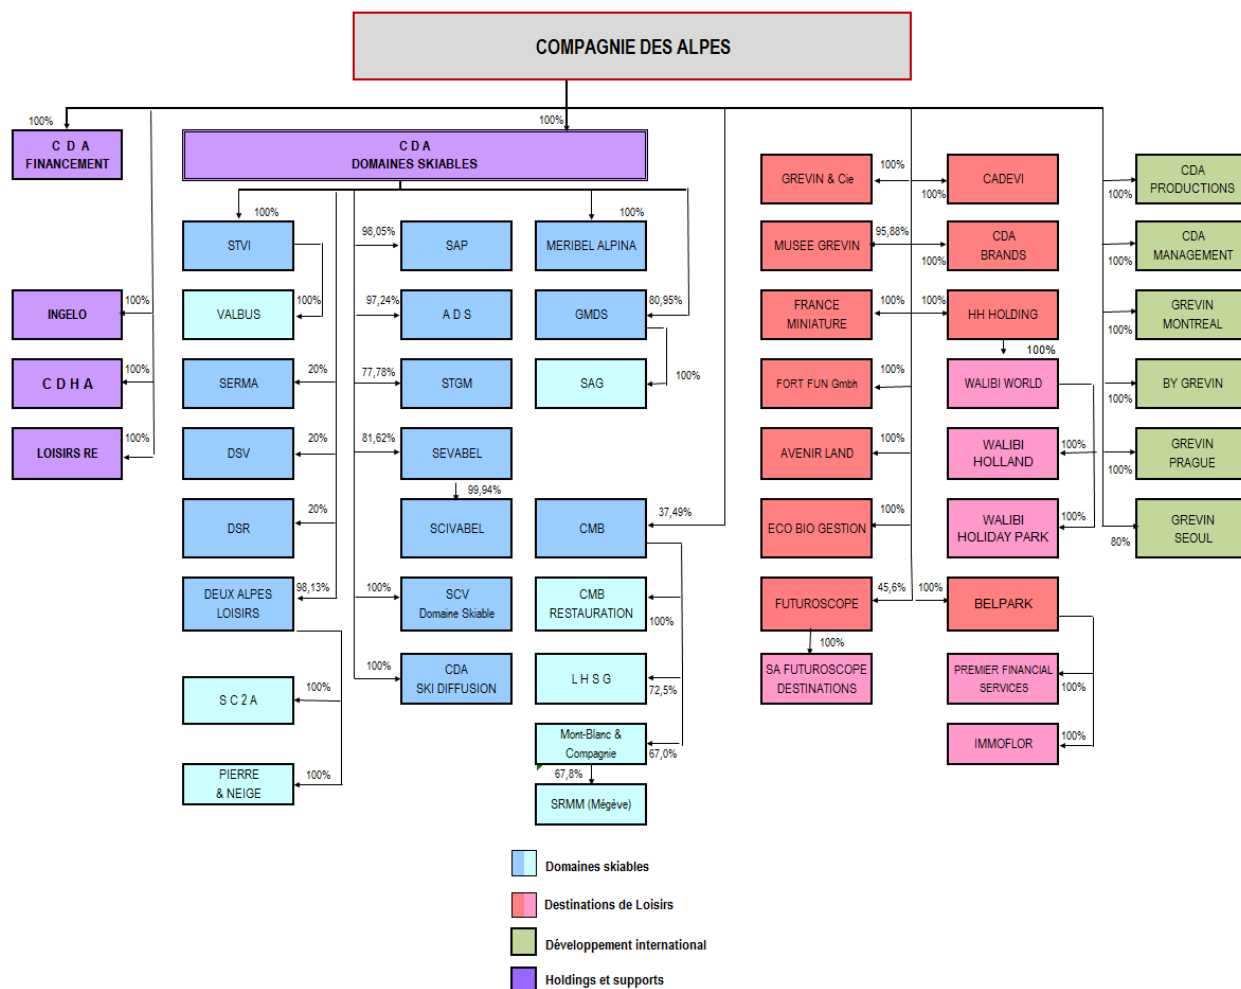 COMPAGNIE DES ALPES
100%
C D A
FINANCEMENT
100%
C D A
DOMAINES SKIABLES
100%
INGELO
100%
C D H A
100%
LOISIRS RE
100%
STVI
100%
VALBUS
20%
SERMA
20%
DSV
20%
DSR
98,13%
DEUX ALPES
LOISIRS
100%
S C 2 A
100%
PIERRE
& NEIGE
98,05%
SAP
97,24%
A D S
77,78%
STGM
81,62%
SEVABEL
99,94%
SCIVABEL
100%
SCV
Domaine Skiable
100%
CDA
SKI DIFFUSION
100%
MERIBEL ALPINA
80,95%
GMDS
100%
SAG
37,49%
CMB
CMB
RESTAURATION
100%
L H S G
72,5%
Mont-Blanc &
Compagnie
67,0%
67,8%
SRMM (Mégève)
GREVIN & Cie
100%
MUSEE GREVIN
95,88%
FRANCE
MINIATURE
100%
FORT FUN Gmbh
100%
AVENIR LAND
100%
ECO BIO GESTION
100%
FUTUROSCOPE
45,6%
100%
SA FUTUROSCOPE
DESTINATIONS
100%
CADEVI
100%
CDA
BRANDS
100%
HH HOLDING
100%
WALIBI WORLD
WALIBI
HOLLAND
100%
WALIBI
HOLIDAY PARK
100%
100%
BELPARK
PREMIER FINANCIAL
SERVICES
100%
IMMOFLOR
100%
100%
CDA
PRODUCTIONS
100%
CDA
MANAGEMENT
100%
GREVIN
MONTREAL
100%
BY GREVIN
100%
GREVIN
PRAGUE
80%
GREVIN
SEOUL
Domaines skiables
Destinations de Loisirs
Développement international
Holdings et supports